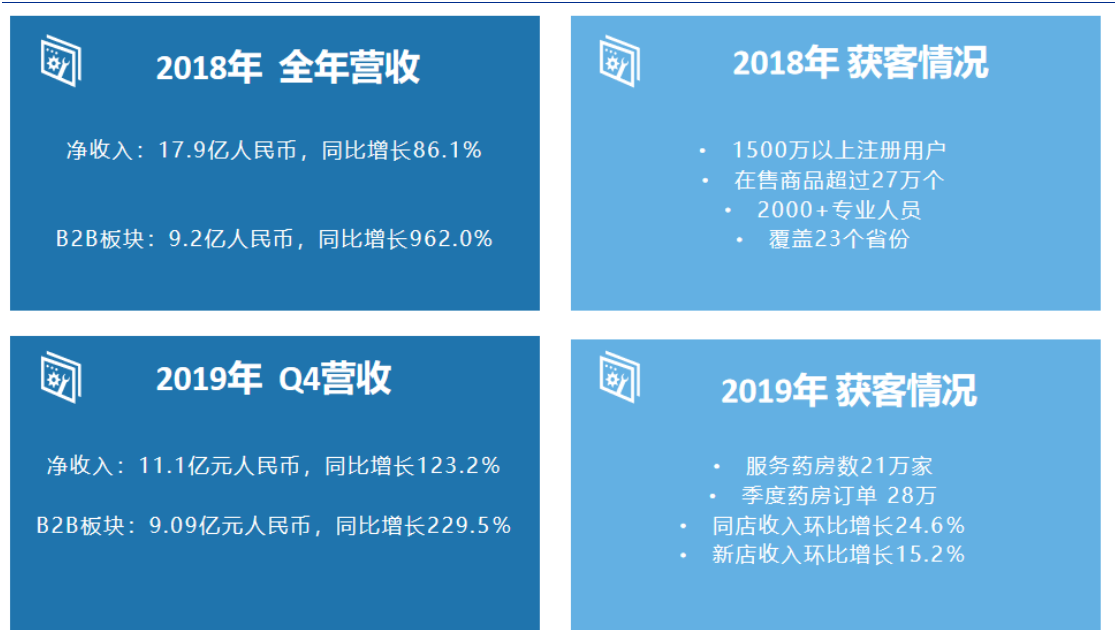 2018年 全年营收
净收入：17.9亿人民币，同比增长86.1%
B2B板块：9.2亿人民币，同比增长962.0%
2018年 获客情况
• 1500万以上注册用户
• 在售商品超过27万个
• 2000+专业人员
• 覆盖23个省份
2019年 Q4营收
净收入：11.1亿元人民币，同比增长123.2%
B2B板块：9.09亿元人民币，同比增长229.5%
2019年 获客情况
• 服务药房数21万家
• 季度药房订单 28万
• 同店收入环比增长24.6%
• 新店收入环比增长15.2%